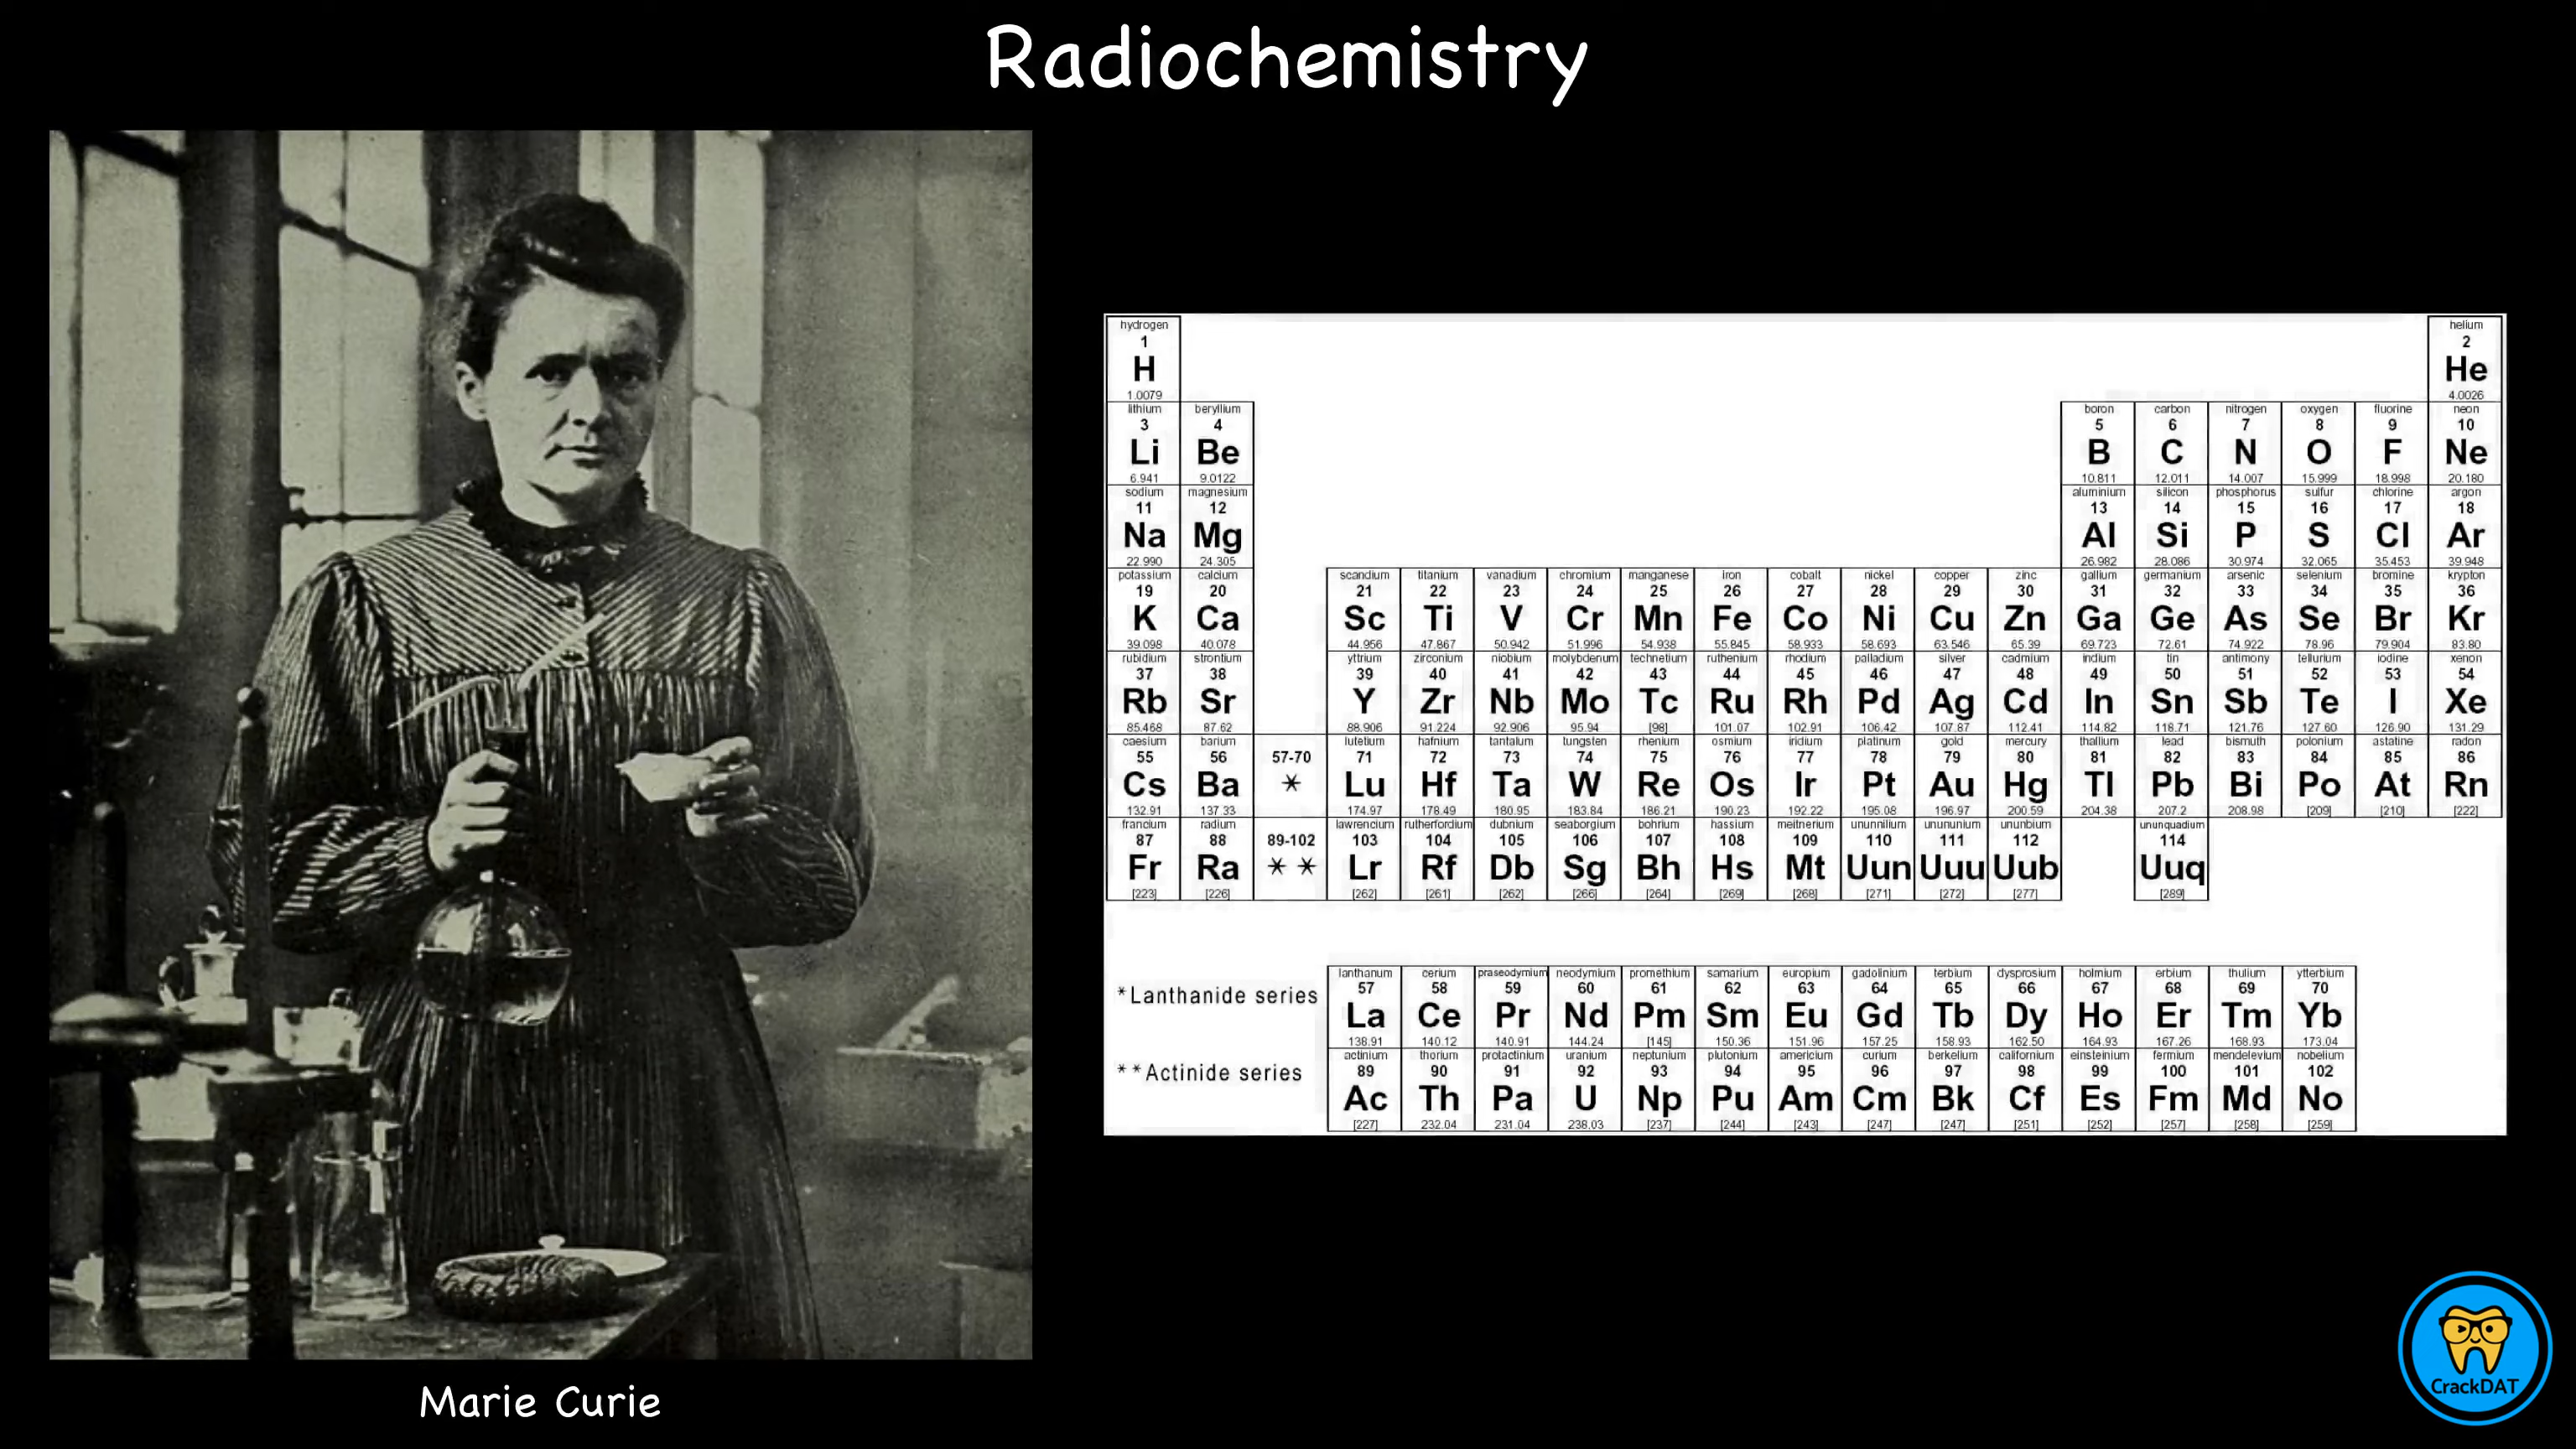 Radiochemistry
hydrogen helium
1 2
H He
1.0079 4.0026
lithium beryllium boron carbon nitrogen oxygen fluorine neon
3 4 5 6 7 8 9 10
Li Be B C N O F Ne
6.941 9.0122 10.811 12.011 14.007 15.999 18.998 20.180
sodium magnesium aluminium silicon phosphorus sulfur chlorine argon
11 12 13 14 15 16 17 18
Na Mg Al Si P S Cl Ar
22.990 24.305 26.982 28.086 30.974 32.065 35.453 39.948
potassium calcium scandium titanium vanadium chromium manganese iron cobalt nickel copper zinc gallium germanium arsenic selenium bromine krypton
19 20 21 22 23 24 25 26 27 28 29 30 31 32 33 34 35 36
K Ca Sc Ti V Cr Mn Fe Co Ni Cu Zn Ga Ge As Se Br Kr
39.098 40.078 44.956 47.867 50.942 51.996 54.938 55.845 58.933 58.693 63.546 65.39 69.723 72.61 74.922 78.96 79.904 83.80
rubidium strontium yttrium zirconium niobium molybdenum technetium ruthenium rhodium palladium silver cadmium indium tin antimony tellurium iodine xenon
37 38 39 40 41 42 43 44 45 46 47 48 49 50 51 52 53 54
Rb Sr Y Zr Nb Mo Tc Ru Rh Pd Ag Cd In Sn Sb Te I Xe
85.468 87.62 88.906 91.224 92.906 95.94 [98] 101.07 102.91 106.42 107.87 112.41 114.82 118.71 121.76 127.60 126.90 131.29
caesium barium lutetium hafnium tantalum tungsten rhenium osmium iridium platinum gold mercury thallium lead bismuth polonium astatine radon
55 56 57-70 71 72 73 74 75 76 77 78 79 80 81 82 83 84 85 86
Cs Ba * Lu Hf Ta W Re Os Ir Pt Au Hg Tl Pb Bi Po At Rn
132.91 137.33 174.97 178.49 180.95 183.84 186.21 190.23 192.22 195.08 196.97 200.59 204.38 207.2 208.98 [209] [210] [222]
francium radium lawrencium rutherfordium dubnium seaborgium bohrium hassium meitnerium ununnilium unununium ununbium ununquadium
87 88 89-102 103 104 105 106 107 108 109 110 111 112 114
Fr Ra * * Lr Rf Db Sg Bh Hs Mt Uun Uuu Uub Uuq
[223] [226] [262] [261] [262] [266] [264] [269] [268] [271] [272] [277] [289]
lanthanum cerium praseodymium neodymium promethium samarium europium gadolinium terbium dysprosium holmium erbium thulium ytterbium
57 58 59 60 61 62 63 64 65 66 67 68 69 70
*Lanthanide series La Ce Pr Nd Pm Sm Eu Gd Tb Dy Ho Er Tm Yb
138.91 140.12 140.91 144.24 [145] 150.36 151.96 157.25 158.93 162.50 164.93 167.26 168.93 173.04
actinium thorium protactinium uranium neptunium plutonium americium curium berkelium californium einsteinium fermium mendelevium nobelium
89 90 91 92 93 94 95 96 97 98 99 100 101 102
**Actinide series Ac Th Pa U Np Pu Am Cm Bk Cf Es Fm Md No
[227] 232.04 231.04 238.03 [237] [244] [243] [247] [247] [251] [252] [257] [258] [259]
Marie Curie
CrackDAT